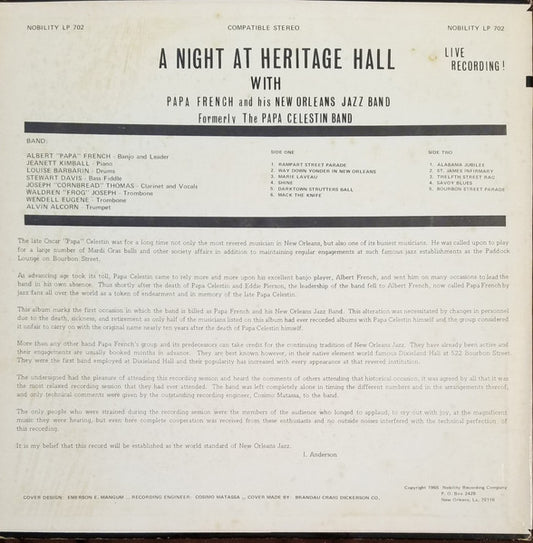 NOBILITY LP 702 COMPATIBLE STEREO NOBILITY LP 702
A NIGHT AT HERITAGE HALL
LIVE
RECORDING!
WITH
PAPA FRENCH and his NEW ORLEANS JAZZ BAND
Formerly The PAPA CELESTIN BAND
BAND:
ALBERT "PAPA" FRENCH - Banjo and Leader
JEANETT KIMBALL - Piano
LOUISE BARBARIN - Drums
STEWART DAVIS - Bass Fiddle
JOSEPH "CORNBREAD" THOMAS - Clarinet and Vocals
WALDREN "FROG" JOSEPH - Trombone
WENDELL EUGENE - Trombone
ALVIN ALCORN - Trumpet
SIDE ONE
1. RAMPART STREET PARADE
2. WAY DOWN YONDER IN NEW ORLEANS
3. MARIE LAVEAU
4. SHINE
5. DARKTOWN STRUTTERS BALL
6. MACK THE KNIFE
SIDE TWO
1. ALABAMA JUBILEE
2. ST. JAMES INFIRMARY
3. TWELFTH STREET RAG
4. SAVOY BLUES
5. BOURBON STREET PARADE
The late Oscar "Papa" Celestin was for a long time not only the most revered musician in New Orleans, but also one of its busiest musicians. He was called upon to play
for a large number of Mardi Gras balls and other society affairs in addition to maintaining regular engagements at such famous jazz establishments as the Paddock
Lounge on Bourbon Street.
As advancing age took its toll, Papa Celestin came to rely more and more upon his excellent banjo player, Albert French, and sent him on many occasions to lead the
band in his own absence. Thus shortly after the death of Papa Celestin and Eddie Pierson, the leadership of the band fell to Albert French, now called Papa French by
jazz fans all over the world as a token of endearment and in memory of the late Papa Celestin.
This album marks the first occasion in which the band is billed as Papa French and his New Orleans Jazz Band. This alteration was necessitated by changes in personnel
due to the death, sickness, and retirement as only half of the musicians listed on this album had ever recorded albums with Papa Celestin himself and the group considered
it unfair to carry on with the original name nearly ten years after the death of Papa Celestin himself.
More than any other band Papa French's group and its predecessors can take credit for the continuing tradition of New Orleans Jazz. They have already been active and
their engagements are usually booked months in advance. They are best known, however, in their native element world famous Dixieland Hall at 522 Bourbon Street.
They were the first band employed at Dixieland Hall and their popularity has increased with every appearance at that revered institution.
The undersigned had the pleasure of attending this recording session and heard the comments of others attending that historical occasion, it was agreed by all that it was
the most relaxed recording session that they had ever attended. The band was left completely alone in timing the different numbers and in the arrangements thereof,
and only technical comments were given by the outstanding recording engineer, Cosimo Matassa, to the band.
The only people who were strained during the recording session were the members of the audience who longed to applaud, to cry out with joy, at the magnificent
music they were hearing, but even here complete cooperation was received from these enthusiasts and no outside noises interfered with the technical perfection of
this recording.
It is my belief that this record will be established as the world standard of New Orleans Jazz.
I. Anderson
Copyright 1965 Nobility Recording Company
P. O. Box 2429
New Orleans, La. 70116
COVER DESIGN: EMERSON E. MANGUM ... RECORDING ENGINEER: COSIMO MATASSA ... COVER MADE BY: BRANDAU CRAIG DICKERSON CO.